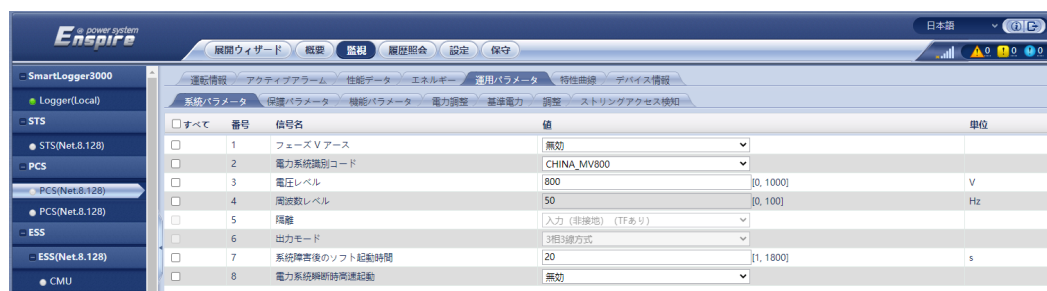 e power system
Enspire
日本語
展開ウィザード 概要 監視 履歴照会 設定 保守
0 0 0
SmartLogger3000
Logger(Local)
STS
STS(Net.8.128)
PCS
PCS(Net.8.128)
PCS(Net.8.128)
ESS
ESS(Net.8.128)
CMU
運転情報 アクティブアラーム 性能データ エネルギー 運用パラメータ 特性曲線 デバイス情報
系統パラメータ 保護パラメータ 機能パラメータ 電力調整 基準電力 調整 ストリングアクセス検知
すべて 番号 信号名 値 単位
1 フェーズ V アース 無効
2 電力系統識別コード CHINA_MV800
3 電圧レベル 800 [0, 1000] V
4 周波数レベル 50 [0, 100] Hz
5 隔離 入力（非接地）（TFあり）
6 出力モード 3相3線方式
7 系統障害後のソフト起動時間 20 [1, 1800] s
8 電力系統瞬断時高速起動 無効